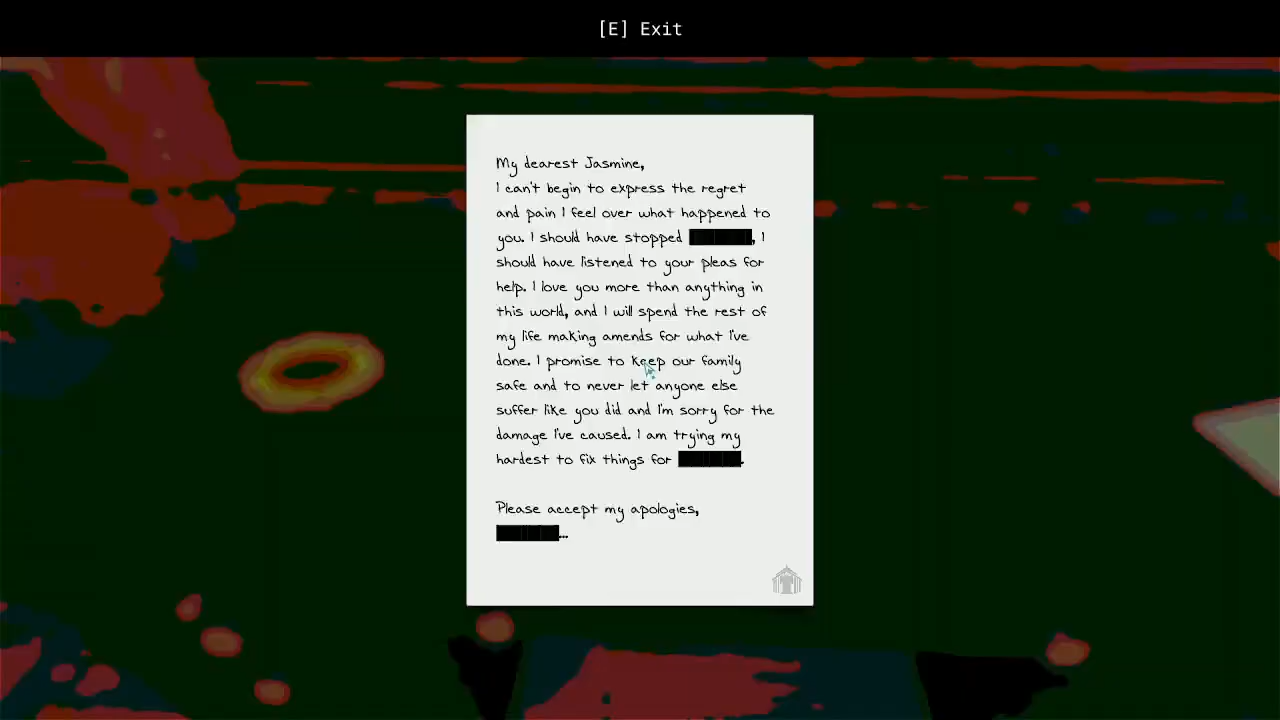 [E] Exit
My dearest Jasmine,
I can't begin to express the regret
and pain I feel over what happened to
you. I should have stopped ███████, I
should have listened to your pleas for
help. I love you more than anything in
this world, and I will spend the rest of
my life making amends for what I've
done. I promise to keep our family
safe and to never let anyone else
suffer like you did and I'm sorry for the
damage I've caused. I am trying my
hardest to fix things for ███████.
Please accept my apologies,
███████...